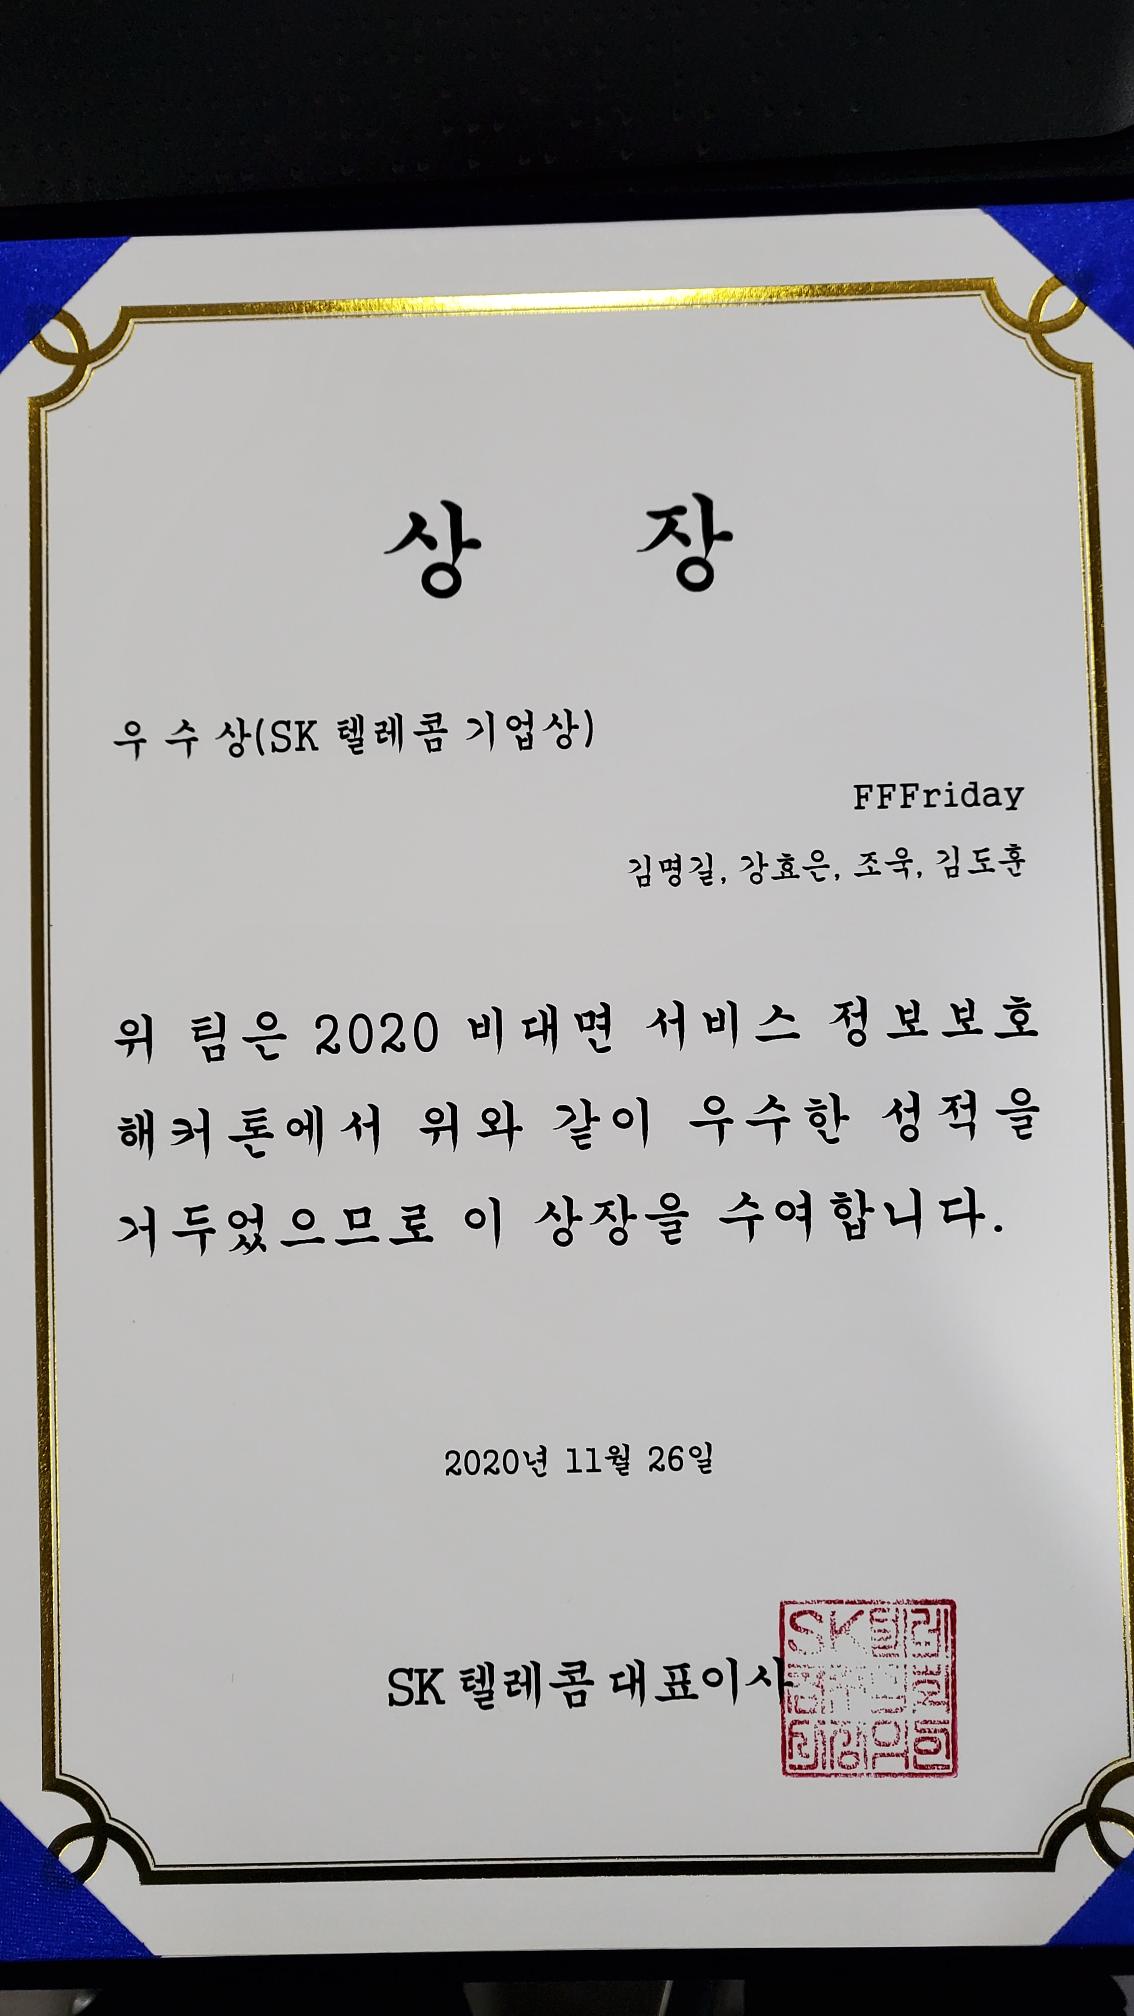 상 장
우수상(SK 텔레콤 기업상)
FFFriday
김명길, 강효은, 조욱, 김도훈
위 팀은 2020 비대면 서비스 정보보호
해커톤에서 위와 같이 우수한 성적을
거두었으므로 이 상장을 수여합니다.
2020년 11월 26일
SK 텔레콤 대표이사
SK텔레